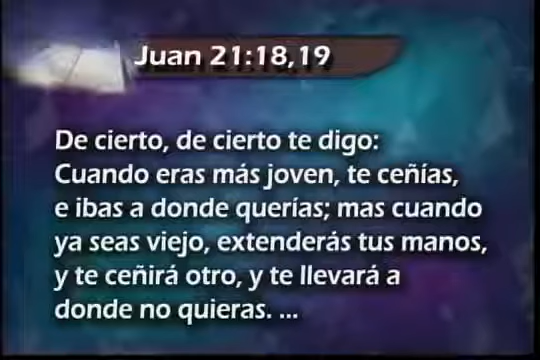 Juan 21:18,19
De cierto, de cierto te digo:
Cuando eras más joven, te ceñías,
e ibas a donde querías; mas cuando
ya seas viejo, extenderás tus manos,
y te ceñirá otro, y te llevará a
donde no quieras. ...